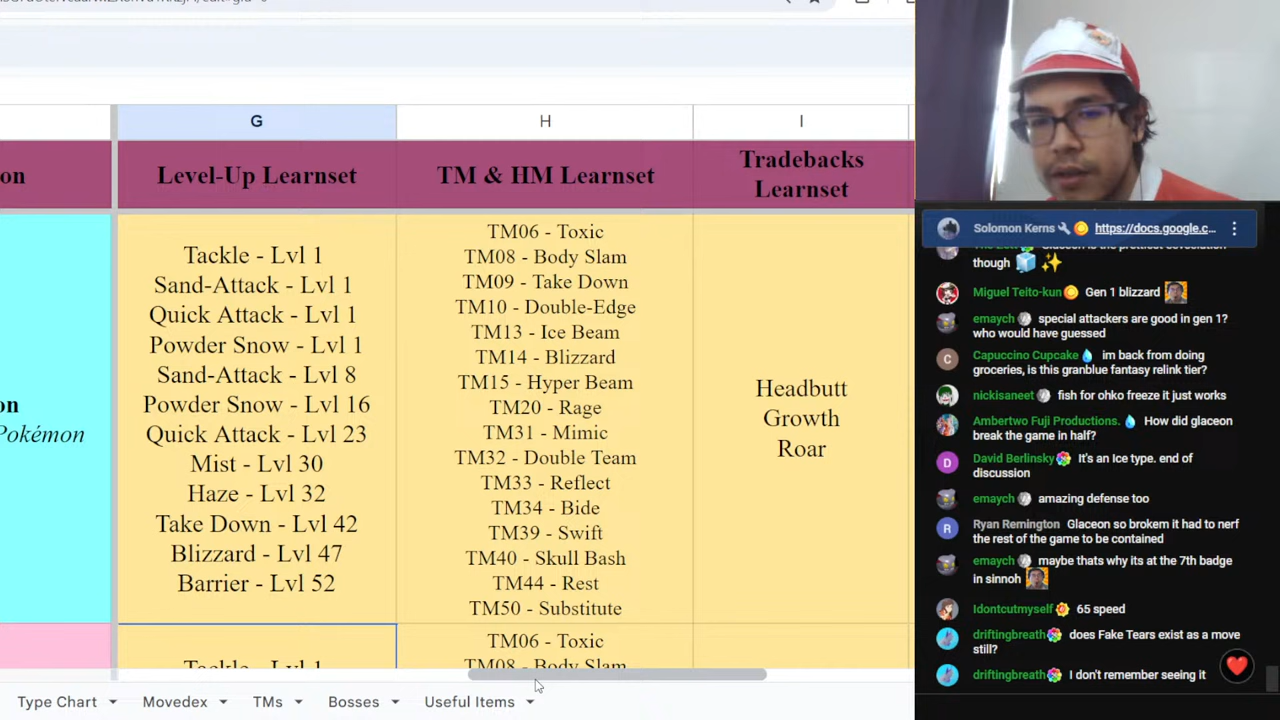 G
H
I
on
Level-Up Learnset
TM & HM Learnset
Tradebacks
Learnset
on
Pokémon
Tackle - Lvl 1
Sand-Attack - Lvl 1
Quick Attack - Lvl 1
Powder Snow - Lvl 1
Sand-Attack - Lvl 8
Powder Snow - Lvl 16
Quick Attack - Lvl 23
Mist - Lvl 30
Haze - Lvl 32
Take Down - Lvl 42
Blizzard - Lvl 47
Barrier - Lvl 52
TM06 - Toxic
TM08 - Body Slam
TM09 - Take Down
TM10 - Double-Edge
TM13 - Ice Beam
TM14 - Blizzard
TM15 - Hyper Beam
TM20 - Rage
TM31 - Mimic
TM32 - Double Team
TM33 - Reflect
TM34 - Bide
TM39 - Swift
TM40 - Skull Bash
TM44 - Rest
TM50 - Substitute
Headbutt
Growth
Roar
Tackle - Lvl 1
TM06 - Toxic
TM08 - Body Slam
Type Chart
Movedex
TMs
Bosses
Useful Items
Solomon Kerns https://docs.google.c...
though
Miguel Teito-kun Gen 1 blizzard
emaych special attackers are good in gen 1?
who would have guessed
Capuccino Cupcake im back from doing
groceries, is this granblue fantasy relink tier?
nickisaneet fish for ohko freeze it just works
Ambertwo Fuji Productions. How did glaceon
break the game in half?
David Berlinsky It's an Ice type. end of
discussion
emaych amazing defense too
Ryan Remington Glaceon so brokem it had to nerf
the rest of the game to be contained
emaych maybe thats why its at the 7th badge
in sinnoh
Idontcutmyself 65 speed
driftingbreath does Fake Tears exist as a move
still?
driftingbreath I don't remember seeing it